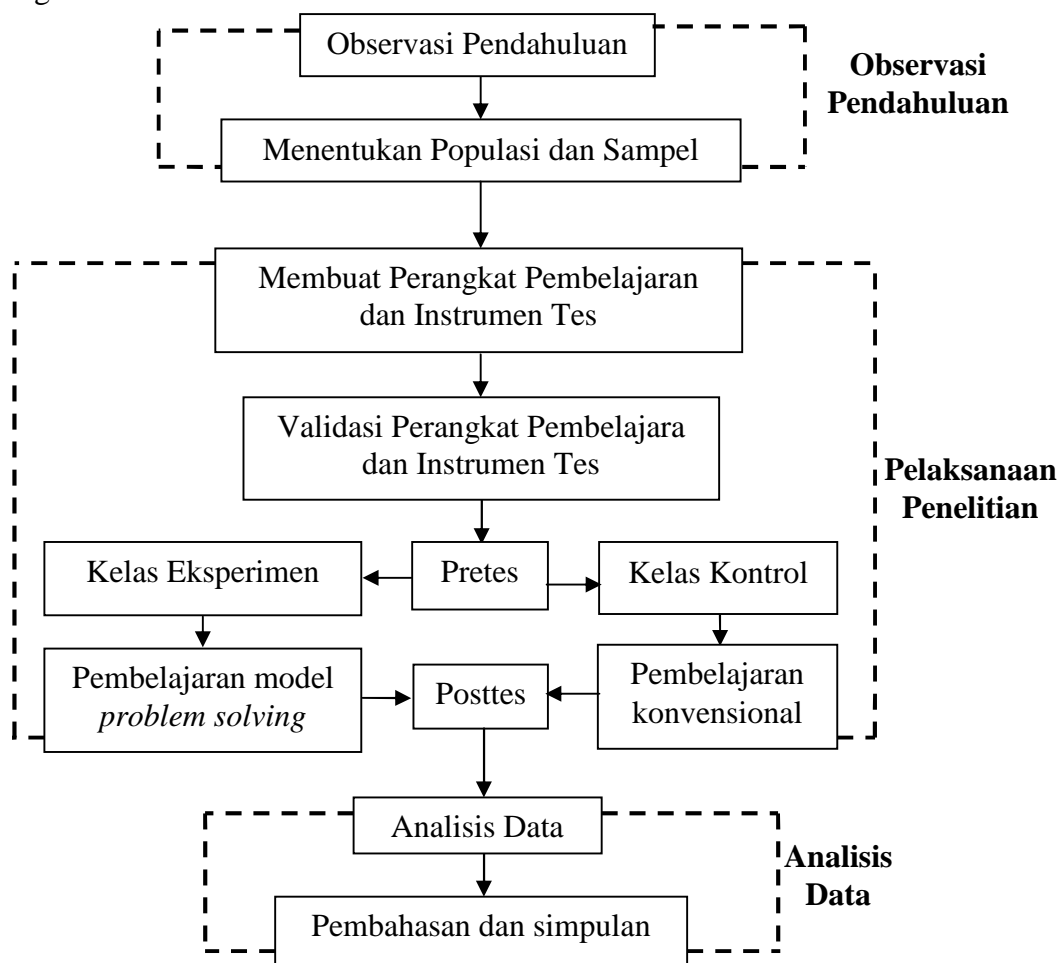 Observasi Pendahuluan
Observasi
Pendahuluan
Menentukan Populasi dan Sampel
Membuat Perangkat Pembelajaran
dan Instrumen Tes
Validasi Perangkat Pembelajara
dan Instrumen Tes
Pelaksanaan
Penelitian
Kelas Eksperimen
Pretes
Kelas Kontrol
Pembelajaran model
problem solving
Posttes
Pembelajaran
konvensional
Analisis Data
Analisis
Data
Pembahasan dan simpulan